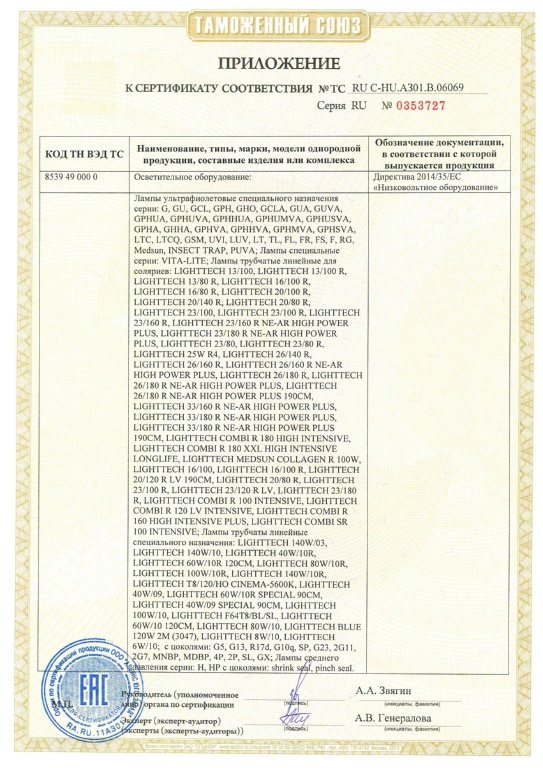 ТАМОЖЕННЫЙ СОЮЗ
ПРИЛОЖЕНИЕ
К СЕРТИФИКАТУ СООТВЕТСТВИЯ №ТС RU С-HU.АЗ01.В.06069
Серия RU № 0353727
КОД ТН ВЭД ТС
Наименование, типы, марки, модели однородной
продукции, составные изделия или комплекса
Обозначение документации,
в соответствии с которой
выпускается продукция
8539 49 000 0
Осветительное оборудование:
Директива 2014/35/ЕС
«Низковольтное оборудование»
Лампы ультрафиолетовые специального назначения
серии: G, GU, GCL, GPH, GHO, GCLA, GUA, GUVA,
GPHUA, GPHUVA, GPHHUA, GPHUMVA, GPHUSVA,
GPHA, GHHA, GPHVA, GPHHVA, GPHMVA, GPHSVA,
LTC, LTCQ, GSM, UVI, LUV, LT, TL, FL, FR, FS, F, RG,
Medsun, INSECT TRAP, PUVA; Лампы специальные
серии: VITA-LITE; Лампы трубчатые линейные для
соляриев: LIGHTTECH 13/100, LIGHTTECH 13/100 R,
LIGHTTECH 13/80 R, LIGHTTECH 16/100 R,
LIGHTTECH 16/80 R, LIGHTTECH 20/100 R,
LIGHTTECH 20/140 R, LIGHTTECH 20/80 R,
LIGHTTECH 23/100, LIGHTTECH 23/100 R, LIGHTTECH
23/160 R, LIGHTTECH 23/160 R NE-AR HIGH POWER
PLUS, LIGHTTECH 23/180 R NE-AR HIGH POWER
PLUS, LIGHTTECH 23/80, LIGHTTECH 23/80 R,
LIGHTTECH 25W R4, LIGHTTECH 26/140 R,
LIGHTTECH 26/160 R, LIGHTTECH 26/160 R NE-AR
HIGH POWER PLUS, LIGHTTECH 26/180 R, LIGHTTECH
26/180 R NE-AR HIGH POWER PLUS, LIGHTTECH
26/180 R NE-AR HIGH POWER PLUS 190CM,
LIGHTTECH 33/160 R NE-AR HIGH POWER PLUS,
LIGHTTECH 33/180 R NE-AR HIGH POWER PLUS,
LIGHTTECH 33/180 R NE-AR HIGH POWER PLUS
190CM, LIGHTTECH COMBI R 180 HIGH INTENSIVE,
LIGHTTECH COMBI R 180 XXL HIGH INTENSIVE
LONGLIFE, LIGHTTECH MEDSUN COLLAGEN R 100W,
LIGHTTECH 16/100, LIGHTTECH 16/100 R, LIGHTTECH
20/120 R LV 190CM, LIGHTTECH 20/80 R, LIGHTTECH
23/100 R, LIGHTTECH 23/120 R LV, LIGHTTECH 23/180
R, LIGHTTECH COMBI R 100 INTENSIVE, LIGHTTECH
COMBI R 120 LV INTENSIVE, LIGHTTECH COMBI R
160 HIGH INTENSIVE PLUS, LIGHTTECH COMBI SR
100 INTENSIVE; Лампы трубчаты линейные
специального назначения: LIGHTTECH 140W/03,
LIGHTTECH 140W/10, LIGHTTECH 40W/10R,
LIGHTTECH 60W/10R 120CM, LIGHTTECH 80W/10R,
LIGHTTECH 100W/10R, LIGHTTECH 140W/10R,
LIGHTTECH T8/120/HO CINEMA-5600K, LIGHTTECH
40W/09, LIGHTTECH 60W/10R SPECIAL 90CM,
LIGHTTECH 40W/09 SPECIAL 90CM, LIGHTTECH
100W/10, LIGHTTECH F64T8/BL/SL, LIGHTTECH
60W/10 120CM, LIGHTTECH 80W/10, LIGHTTECH BLUE
120W 2M (3047), LIGHTTECH 8W/10, LIGHTTECH
6W/10; с цоколями: G5, G13, R17d, G10q, SP, G23, 2G11,
2G7, MNBP, MDBP, 4P, 2P, SL, GX; Лампы среднего
давления серии: H, HP с цоколями: shrink seal, pinch seal.
EAC
RA.RU.11АЗ0
М.П.
Руководитель (уполномоченное
лицо) органа по сертификации
(подпись)
А.А. Звягин
(инициалы, фамилия)
Эксперт (эксперт-аудитор)
(эксперты (эксперты-аудиторы))
(подпись)
А.В. Генералова
(инициалы, фамилия)